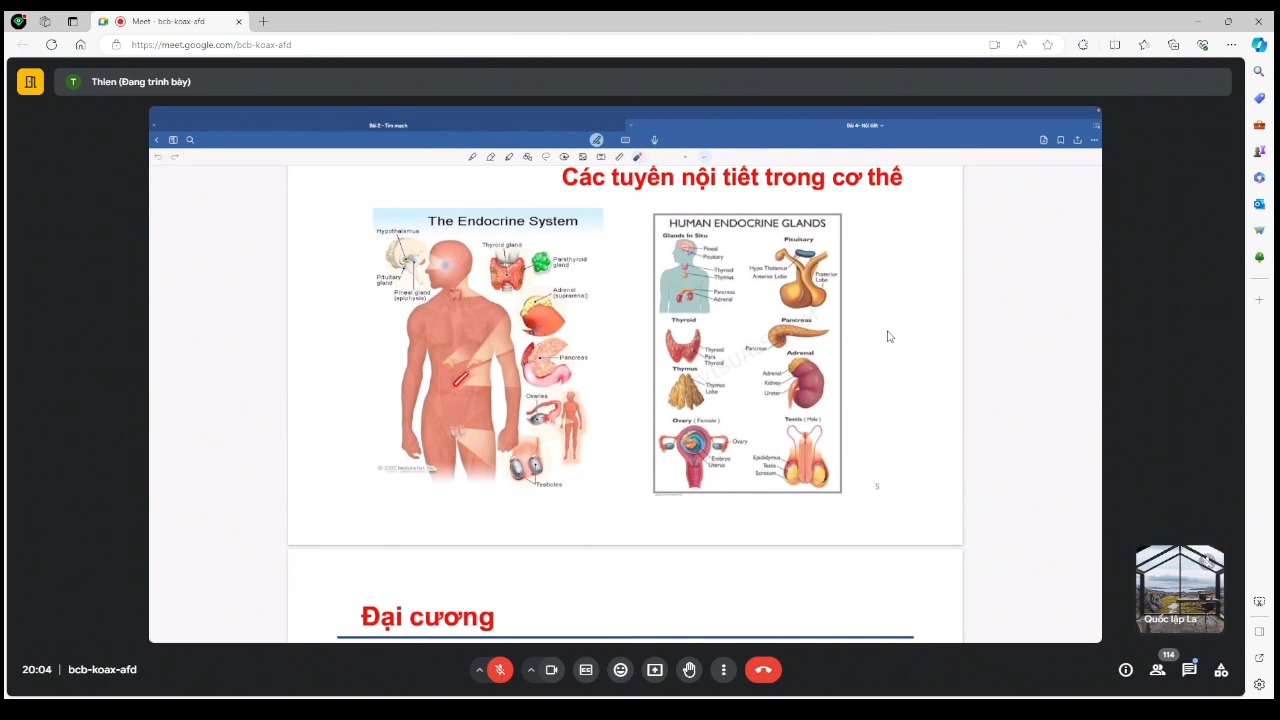 Meet - bcb-koax-afd
https://meet.google.com/bcb-koax-afd
T
Thien (Đang trình bày)
Bài 2 - Tim mạch
Bài 4- Nội tiết
Các tuyến nội tiết trong cơ thể
The Endocrine System
Hypothalamus
Pituitary
gland
Pineal gland
(epiphysis)
Thyroid gland
Parathyroid
gland
Adrenal
(suprarenal)
Pancreas
Ovaries
Testicles
© 2002 MedicineNet, Inc.
HUMAN ENDOCRINE GLANDS
Glands In Situ
Pineal
Pituitary
Thyroid
Thymus
Pancreas
Adrenal
Pituitary
Hypo Thalamus
Anterior Lobe
Posterior
Lobe
Thyroid
Thyroid
Para
Thyroid
Pancreas
Pancreas
Thymus
Thymus
Lobe
Adrenal
Adrenal
Kidney
Ureter
Ovary ( Female )
Ovary
Embryo
Uterus
Testis ( Male )
Epididymus
Testis
Scrotum
5
Đại cương
Quốc lập La
20:04 | bcb-koax-afd
114